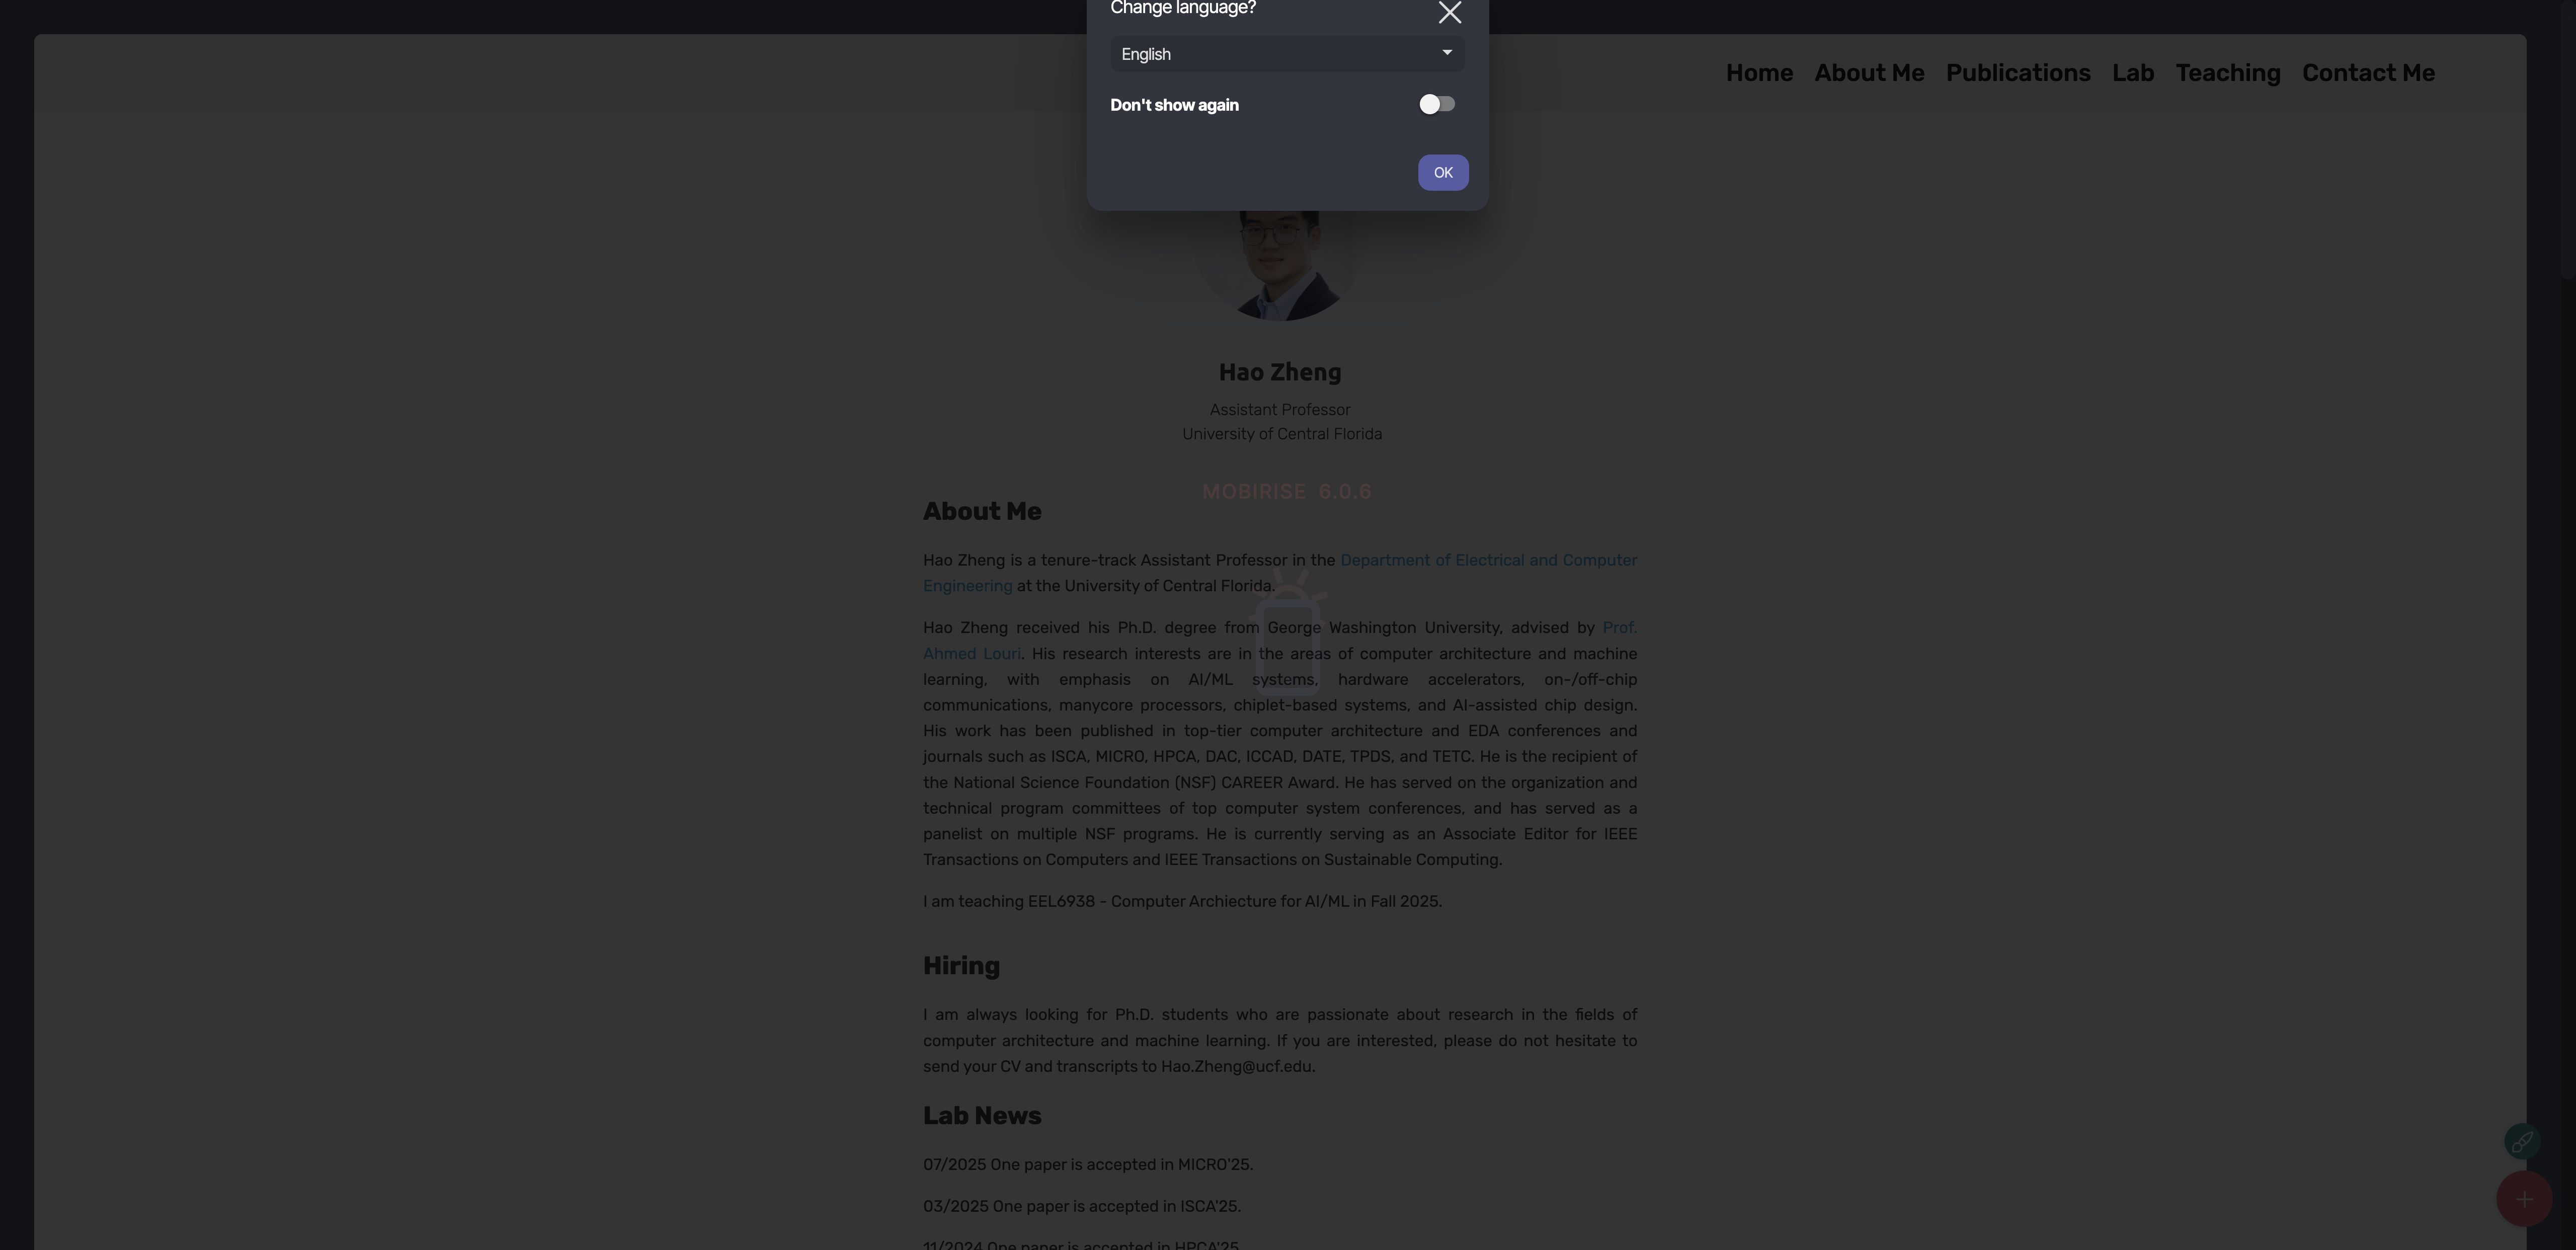 Change language?
English
Don't show again
OK
Home About Me Publications Lab Teaching Contact Me
Hao Zheng
Assistant Professor
University of Central Florida
MOBIRISE 6.0.6
About Me
Hao Zheng is a tenure-track Assistant Professor in the Department of Electrical and Computer
Engineering at the University of Central Florida.
Hao Zheng received his Ph.D. degree from George Washington University, advised by Prof.
Ahmed Louri. His research interests are in the areas of computer architecture and machine
learning, with emphasis on AI/ML systems, hardware accelerators, on-/off-chip
communications, manycore processors, chiplet-based systems, and AI-assisted chip design.
His work has been published in top-tier computer architecture and EDA conferences and
journals such as ISCA, MICRO, HPCA, DAC, ICCAD, DATE, TPDS, and TETC. He is the recipient of
the National Science Foundation (NSF) CAREER Award. He has served on the organization and
technical program committees of top computer system conferences, and has served as a
panelist on multiple NSF programs. He is currently serving as an Associate Editor for IEEE
Transactions on Computers and IEEE Transactions on Sustainable Computing.
I am teaching EEL6938 - Computer Archiecture for AI/ML in Fall 2025.
Hiring
I am always looking for Ph.D. students who are passionate about research in the fields of
computer architecture and machine learning. If you are interested, please do not hesitate to
send your CV and transcripts to Hao.Zheng@ucf.edu.
Lab News
07/2025 One paper is accepted in MICRO'25.
03/2025 One paper is accepted in ISCA'25.
11/2024 One paper is accepted in HPCA'25.